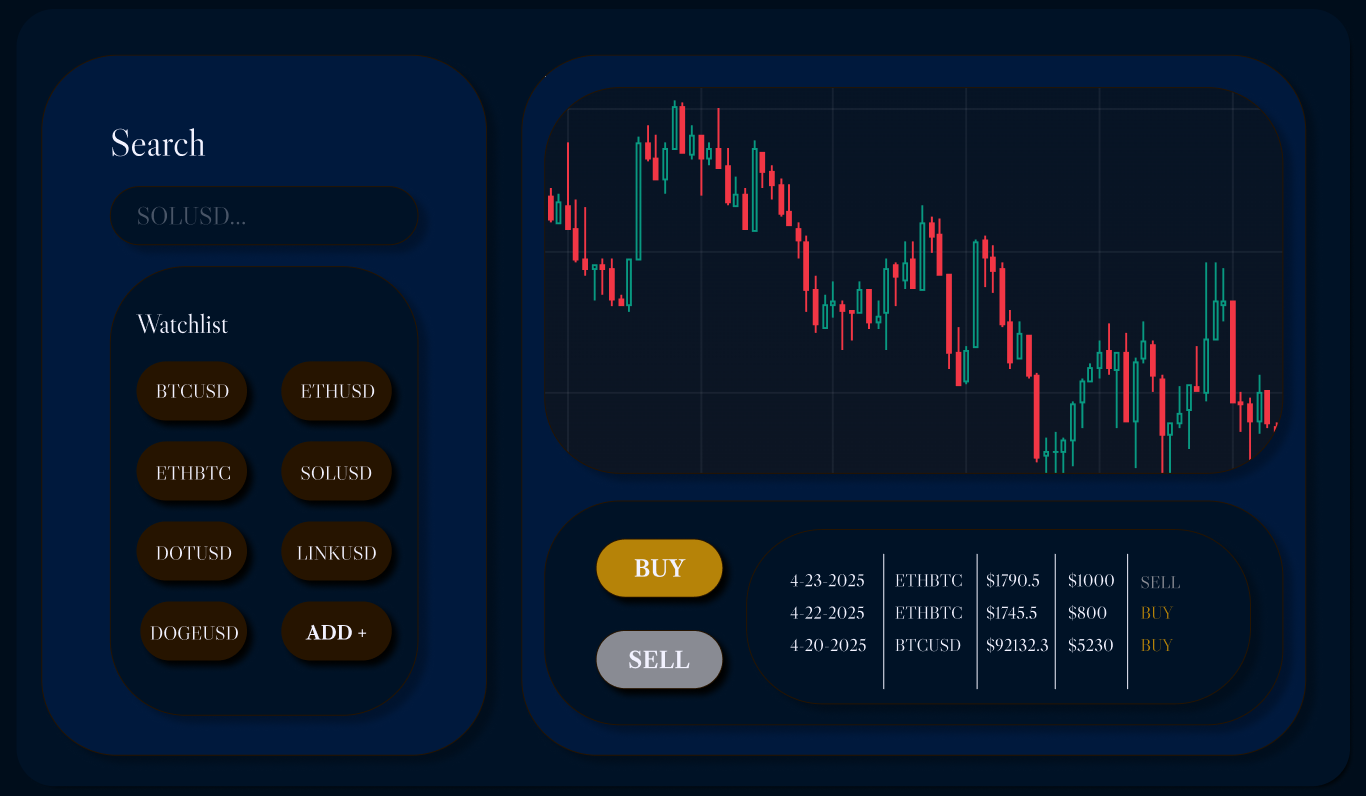 Search
SOLUSD...
Watchlist
BTCUSD ETHUSD
ETHBTC SOLUSD
DOTUSD LINKUSD
DOGEUSD ADD +
BUY
SELL
4-23-2025 ETHBTC $1790.5 $1000 SELL
4-22-2025 ETHBTC $1745.5 $800 BUY
4-20-2025 BTCUSD $92132.3 $5230 BUY